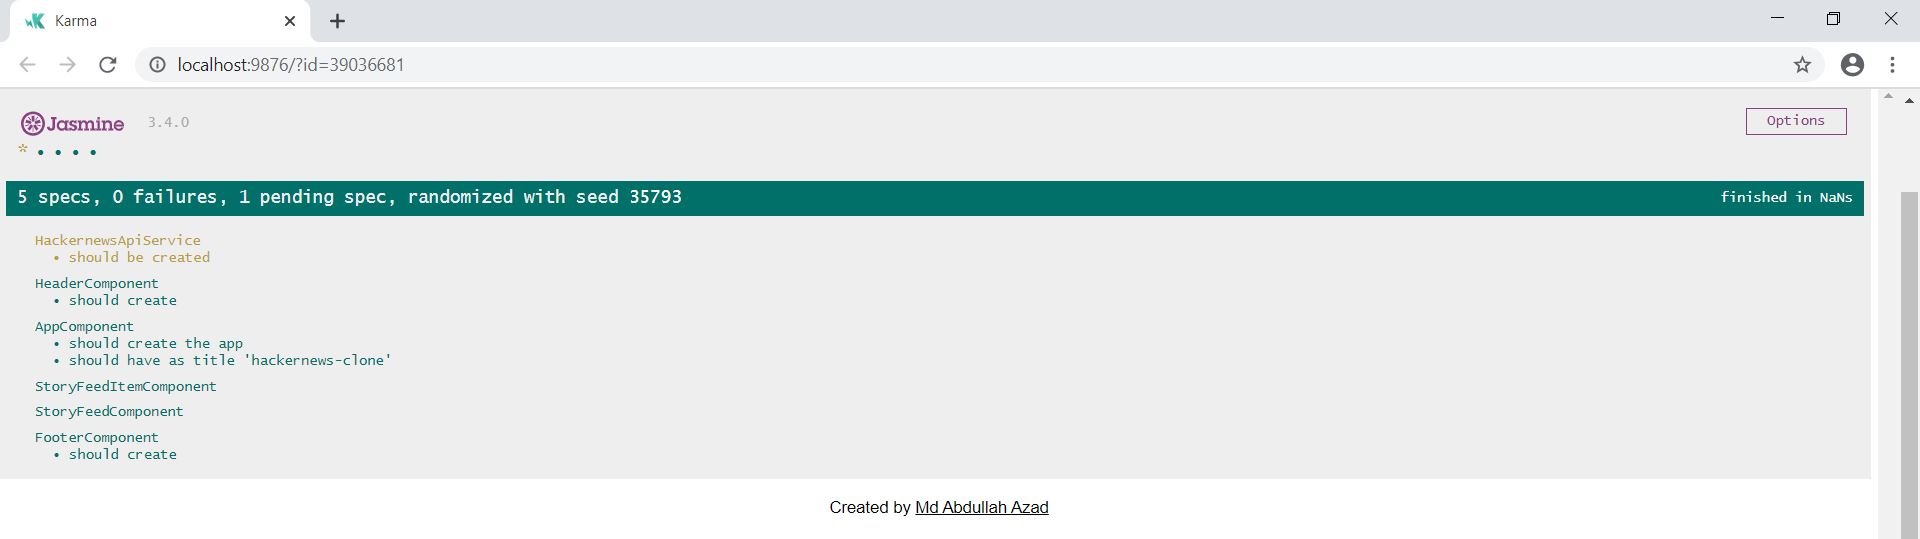 Karma
localhost:9876/?id=39036681
Jasmine 3.4.0 Options
* • • • •
5 specs, 0 failures, 1 pending spec, randomized with seed 35793 finished in NaNs
HackernewsApiService
• should be created
HeaderComponent
• should create
AppComponent
• should create the app
• should have as title 'hackernews-clone'
StoryFeedItemComponent
StoryFeedComponent
FooterComponent
• should create
Created by Md Abdullah Azad